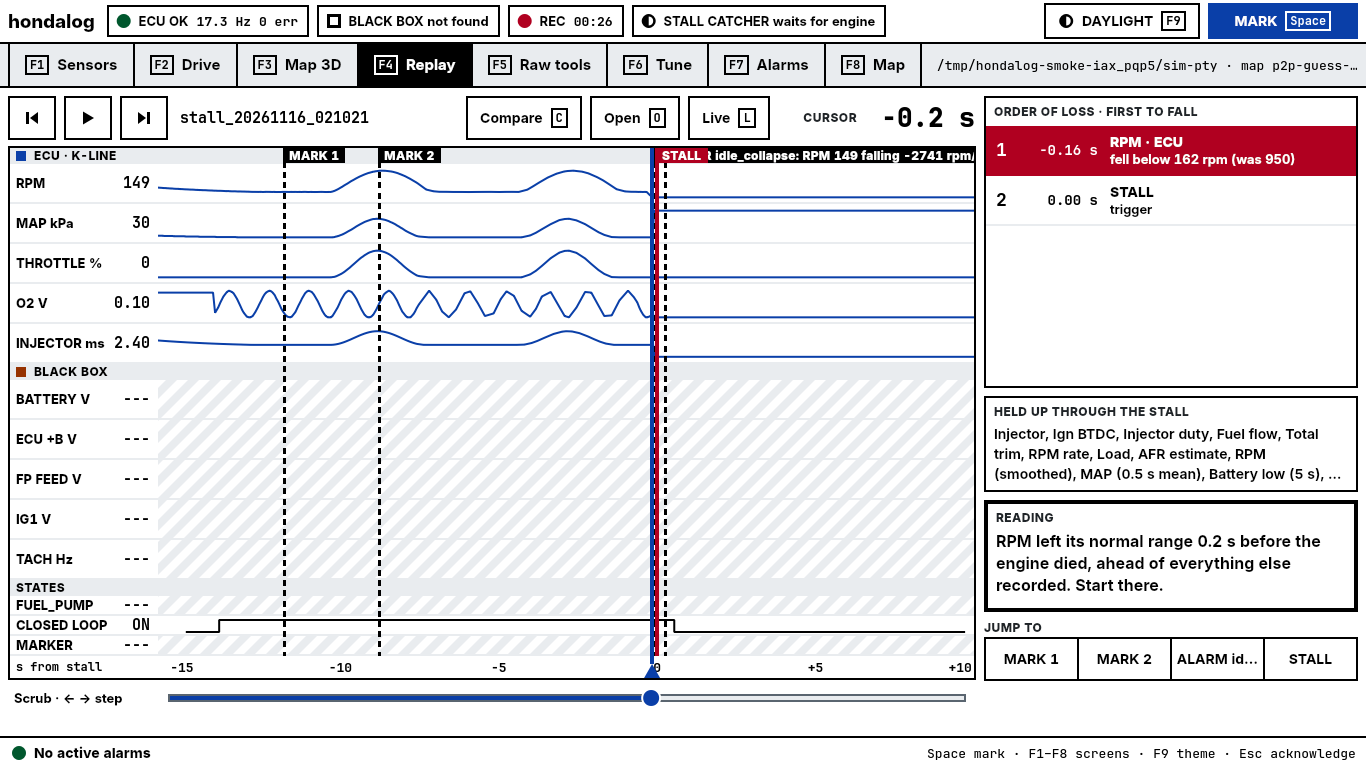 hondalog
ECU OK 17.3 Hz 0 err
BLACK BOX not found
REC 00:26
STALL CATCHER waits for engine
DAYLIGHT F9
MARK Space
F1 Sensors
F2 Drive
F3 Map 3D
F4 Replay
F5 Raw tools
F6 Tune
F7 Alarms
F8 Map
/tmp/hondalog-smoke-iax_pqp5/sim-pty · map p2p-guess-…
stall_20261116_021021
Compare C
Open O
Live L
CURSOR -0.2 s
ECU · K-LINE
MARK 1
MARK 2
STALL
idle_collapse: RPM 149 falling -2741 rpm/
RPM 149
MAP kPa 30
THROTTLE % 0
O2 V 0.10
INJECTOR ms 2.40
BLACK BOX
BATTERY V ---
ECU +B V ---
FP FEED V ---
IG1 V ---
TACH Hz ---
STATES
FUEL_PUMP ---
CLOSED LOOP ON
MARKER ---
s from stall -15 -10 -5 0 +5 +10
Scrub · ← → step
ORDER OF LOSS · FIRST TO FALL
1 -0.16 s RPM · ECU
fell below 162 rpm (was 950)
2 0.00 s STALL
trigger
HELD UP THROUGH THE STALL
Injector, Ign BTDC, Injector duty, Fuel flow, Total
trim, RPM rate, Load, AFR estimate, RPM
(smoothed), MAP (0.5 s mean), Battery low (5 s), …
READING
RPM left its normal range 0.2 s before the
engine died, ahead of everything else
recorded. Start there.
JUMP TO
MARK 1
MARK 2
ALARM id…
STALL
No active alarms
Space mark · F1–F8 screens · F9 theme · Esc acknowledge